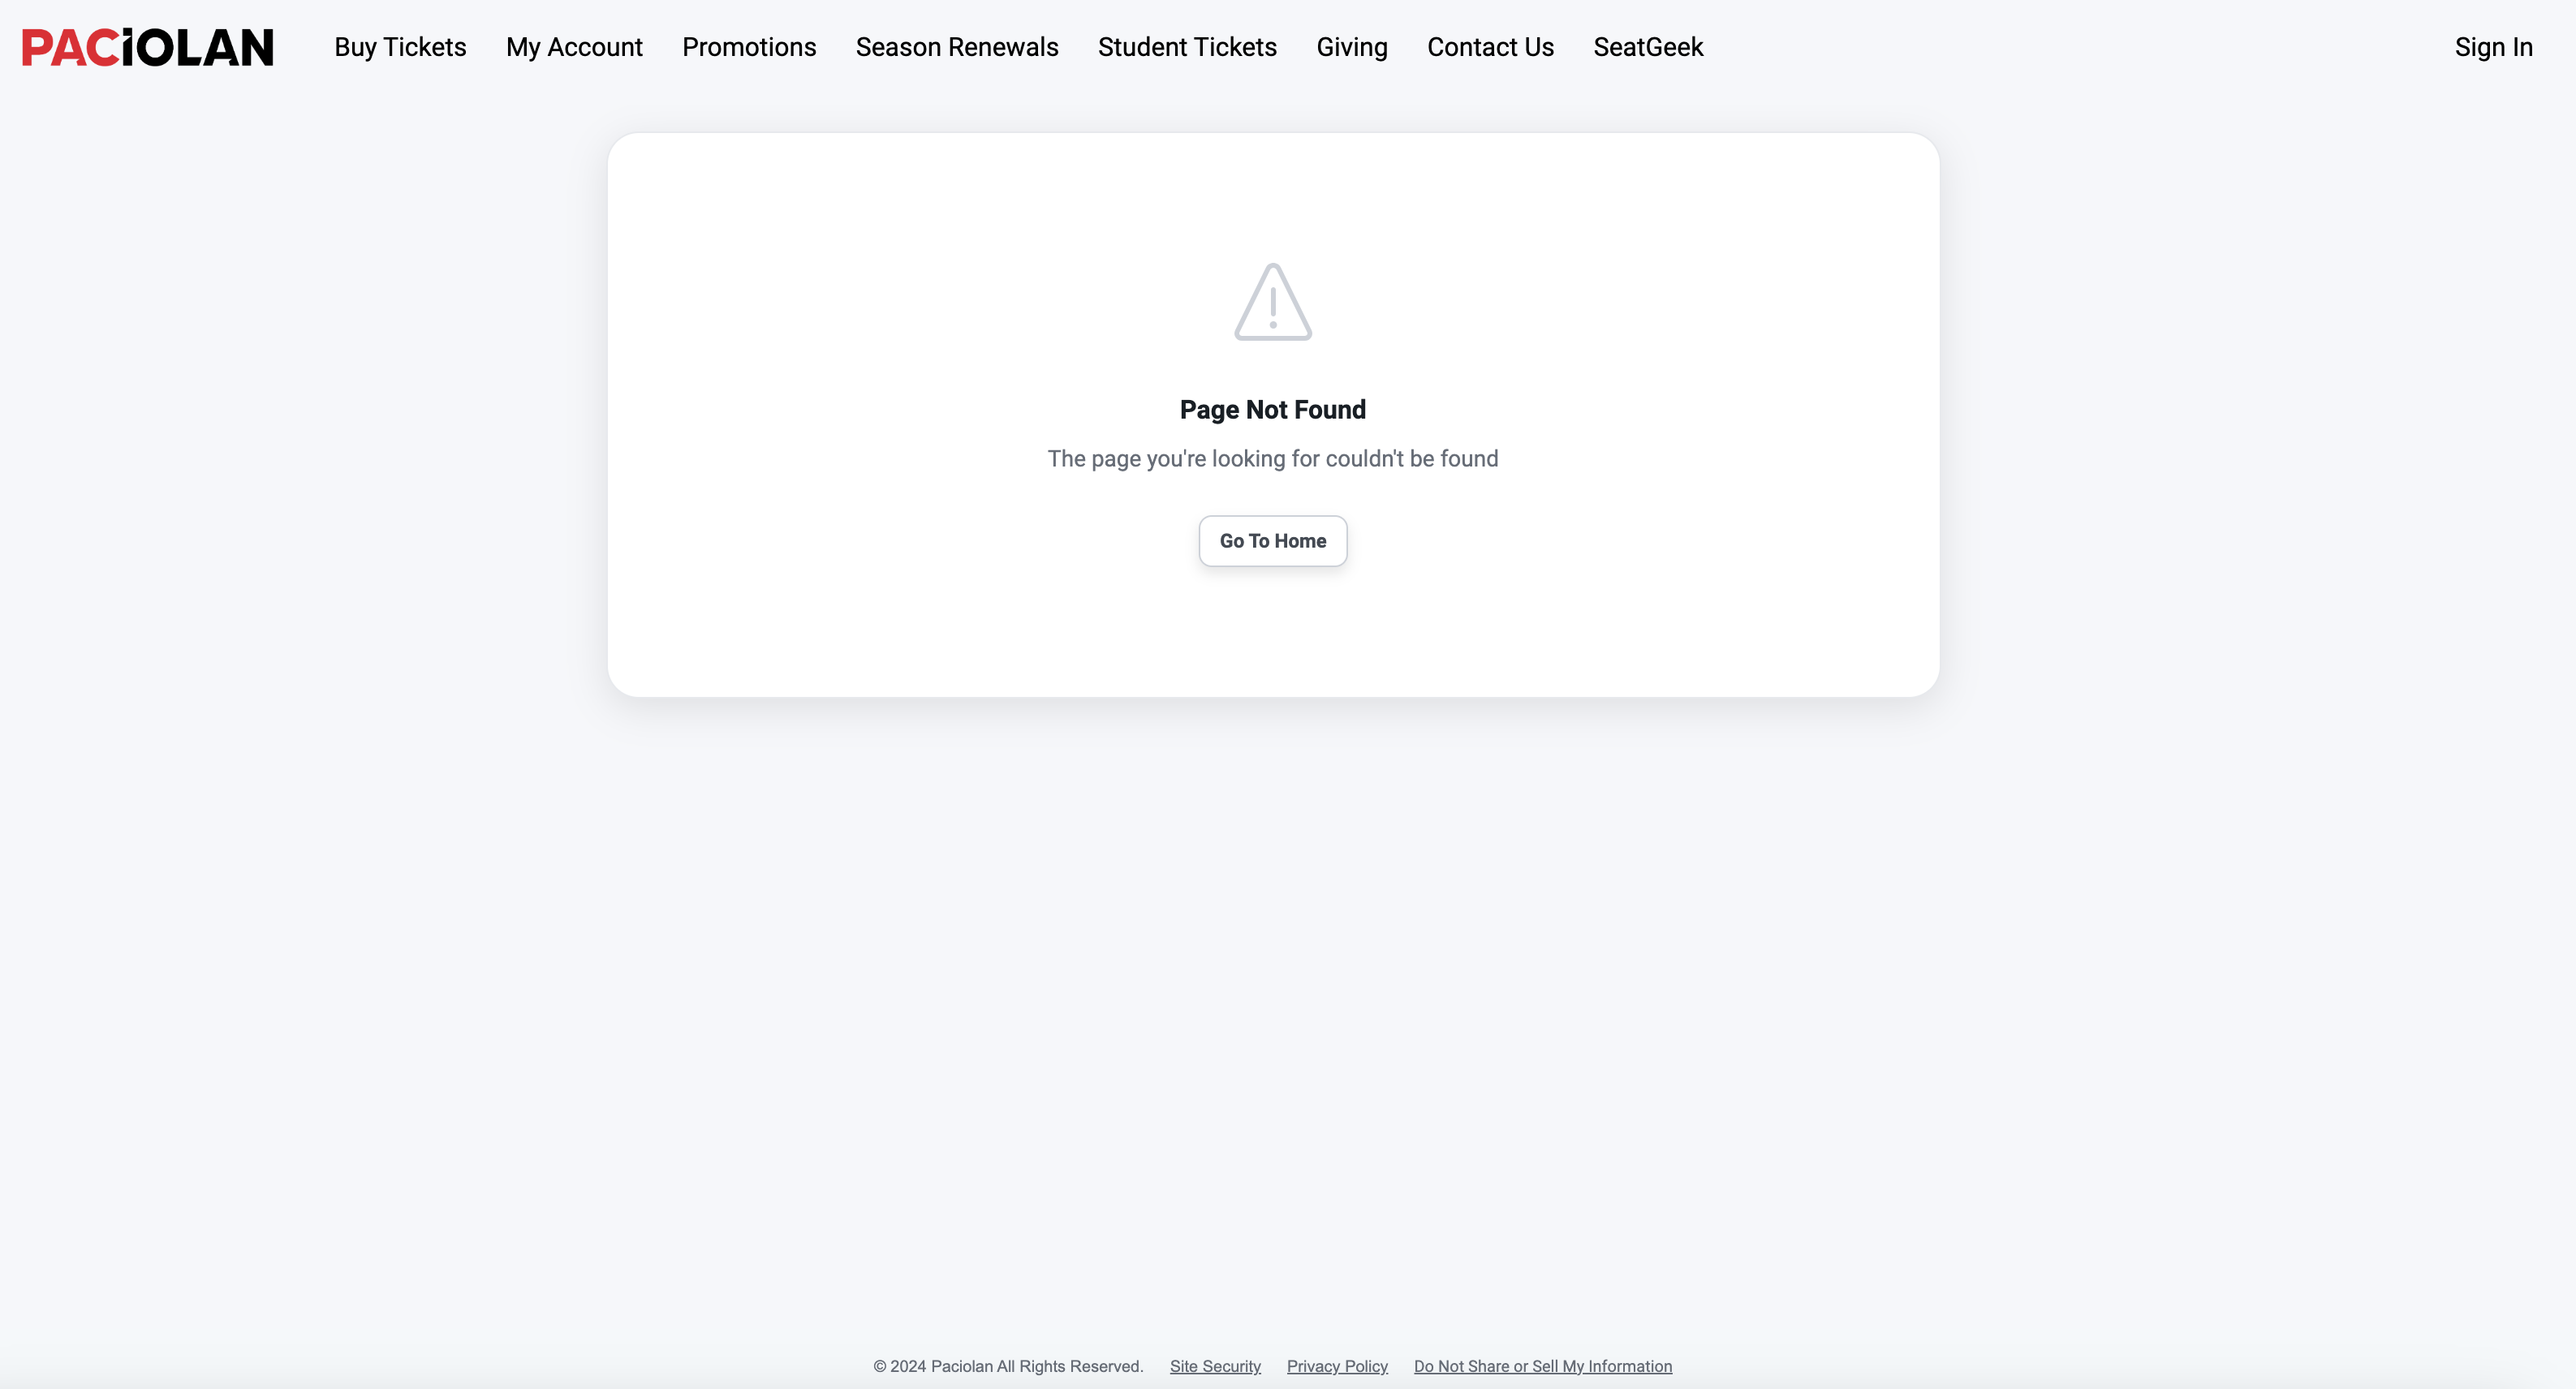 PACIOLAN Buy Tickets My Account Promotions Season Renewals Student Tickets Giving Contact Us SeatGeek Sign In
Page Not Found
The page you're looking for couldn't be found
Go To Home
© 2024 Paciolan All Rights Reserved. Site Security Privacy Policy Do Not Share or Sell My Information